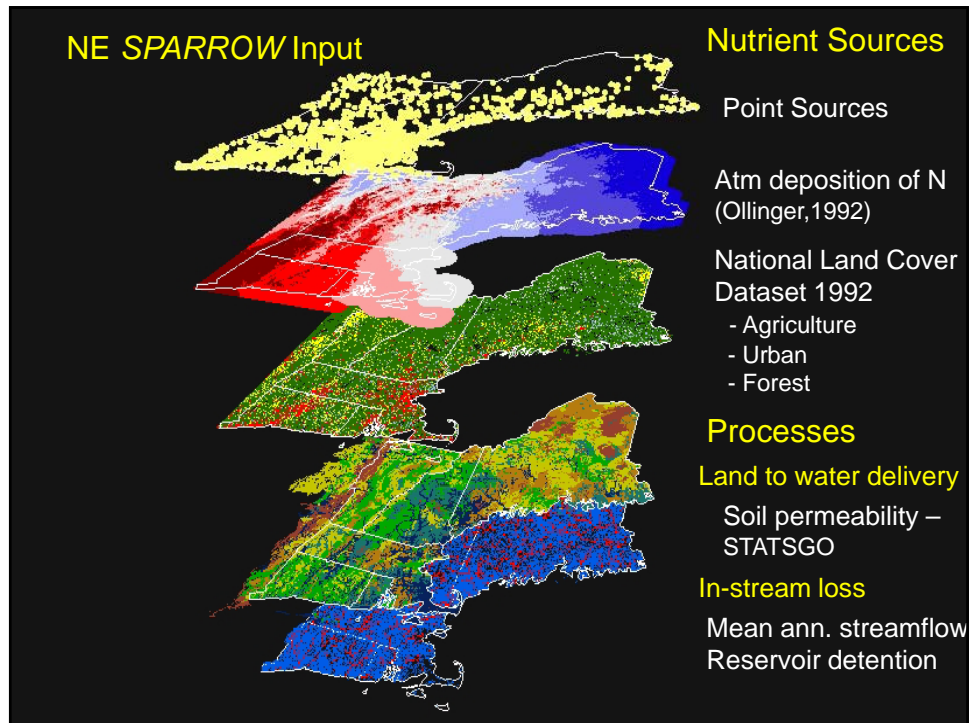 NE SPARROW Input
Nutrient Sources
Point Sources
Atm deposition of N
(Ollinger,1992)
National Land Cover
Dataset 1992
- Agriculture
- Urban
- Forest
Processes
Land to water delivery
Soil permeability –
STATSGO
In-stream loss
Mean ann. streamflow
Reservoir detention